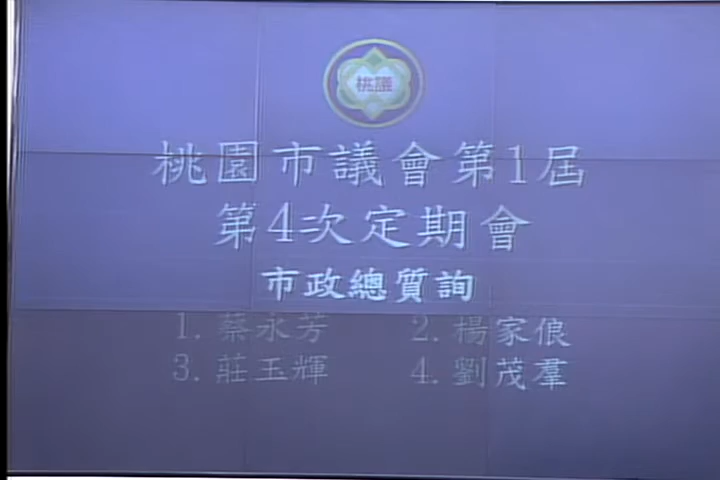 桃議
桃園市議會第1屆
第4次定期會
市政總質詢
1. 蔡永芳 2. 楊家俍
3. 莊玉輝 4. 劉茂羣